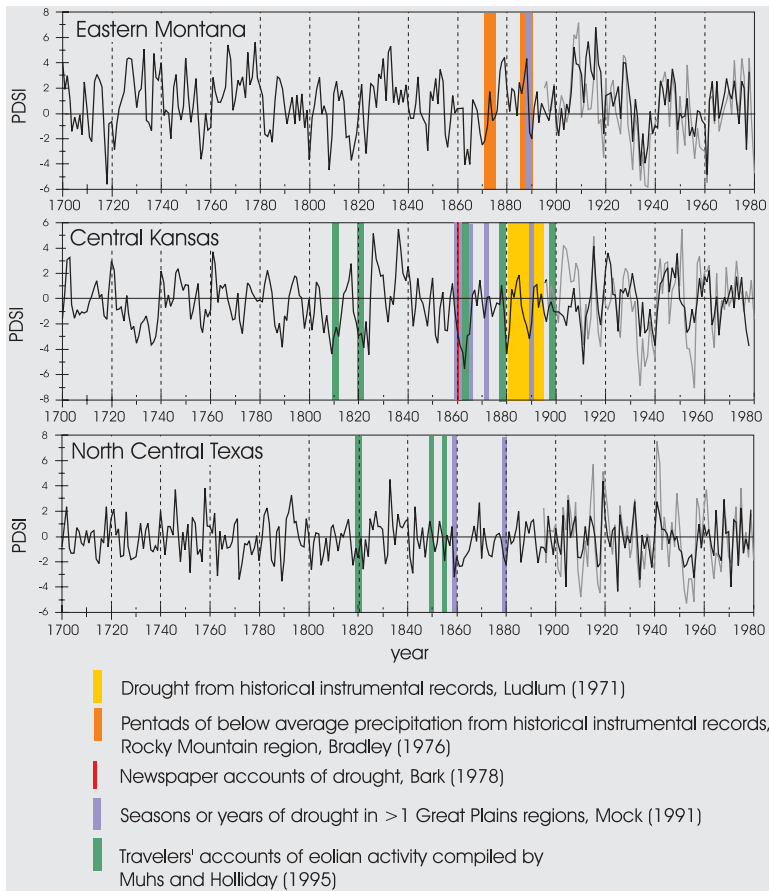 Eastern Montana
PDSI
8
6
4
2
0
-2
-4
-6
1700 1720 1740 1760 1780 1800 1820 1840 1860 1880 1900 1920 1940 1960 1980
Central Kansas
PDSI
6
4
2
0
-2
-4
-6
-8
1700 1720 1740 1760 1780 1800 1820 1840 1860 1880 1900 1920 1940 1960 1980
North Central Texas
PDSI
8
6
4
2
0
-2
-4
-6
1700 1720 1740 1760 1780 1800 1820 1840 1860 1880 1900 1920 1940 1960 1980
year
Drought from historical instrumental records, Ludlum (1971)
Pentads of below average precipitation from historical instrumental records,
Rocky Mountain region, Bradley (1976)
Newspaper accounts of drought, Bark (1978)
Seasons or years of drought in >1 Great Plains regions, Mock (1991)
Travelers' accounts of eolian activity compiled by
Muhs and Holliday (1995)